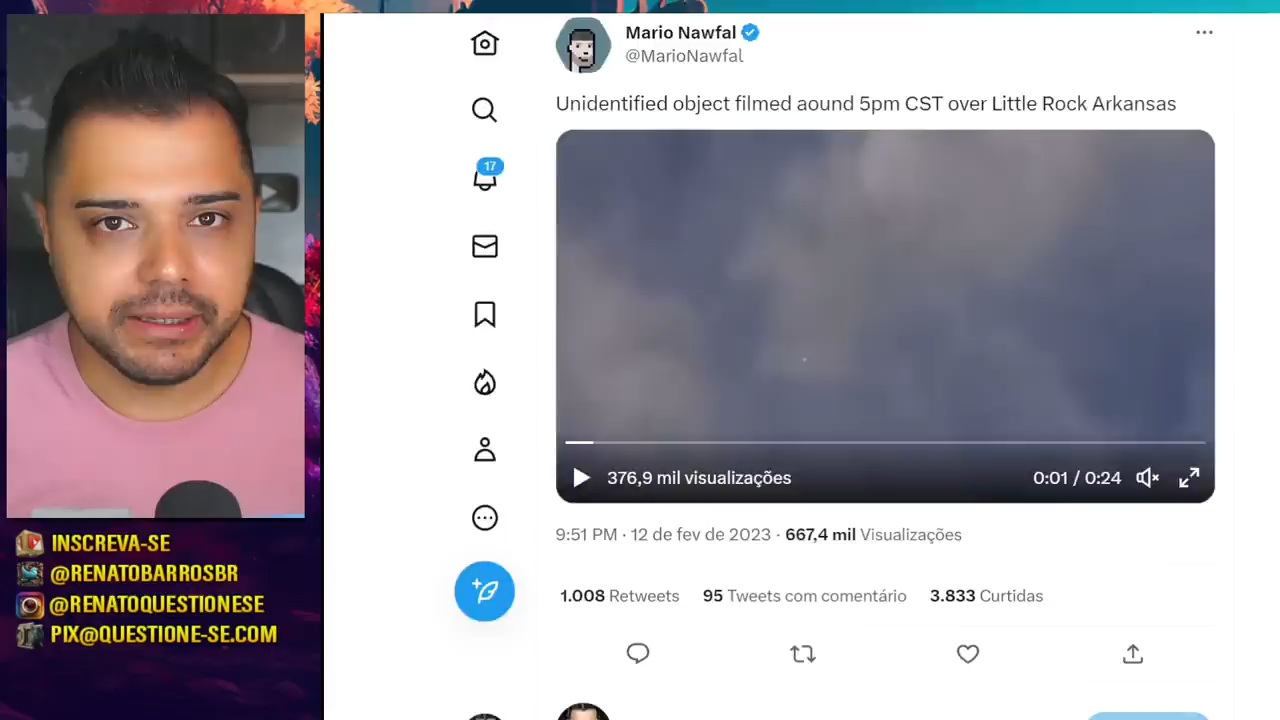 Mario Nawfal
@MarioNawfal
Unidentified object filmed aound 5pm CST over Little Rock Arkansas
17
376,9 mil visualizações
0:01 / 0:24
9:51 PM · 12 de fev de 2023 · 667,4 mil Visualizações
1.008 Retweets 95 Tweets com comentário 3.833 Curtidas
INSCREVA-SE
@RENATOBARROSBR
@RENATOQUESTIONESE
PIX@QUESTIONE-SE.COM